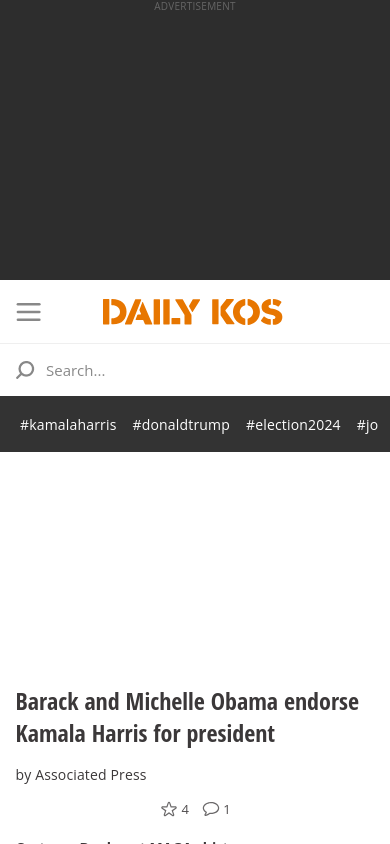 ADVERTISEMENT
DAILY KOS
Search...
#kamalaharris #donaldtrump #election2024 #jo
Barack and Michelle Obama endorse
Kamala Harris for president
by Associated Press
4 1